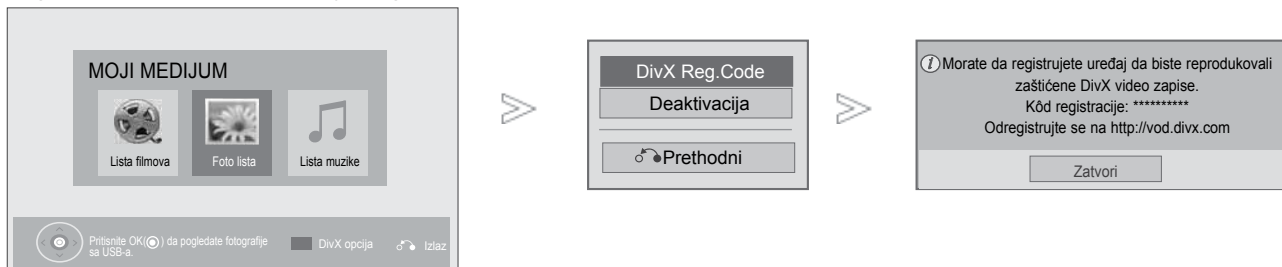 MOJI MEDIJUM
Lista filmova
Foto lista
Lista muzike
Pritisnite OK(◉) da pogledate fotografije
sa USB-a.
DivX opcija
Izlaz
DivX Reg.Code
Deaktivacija
Prethodni
Morate da registrujete uređaj da biste reprodukovali
zaštićene DivX video zapise.
Kôd registracije: **********
Odregistrujte se na http://vod.divx.com
Zatvori